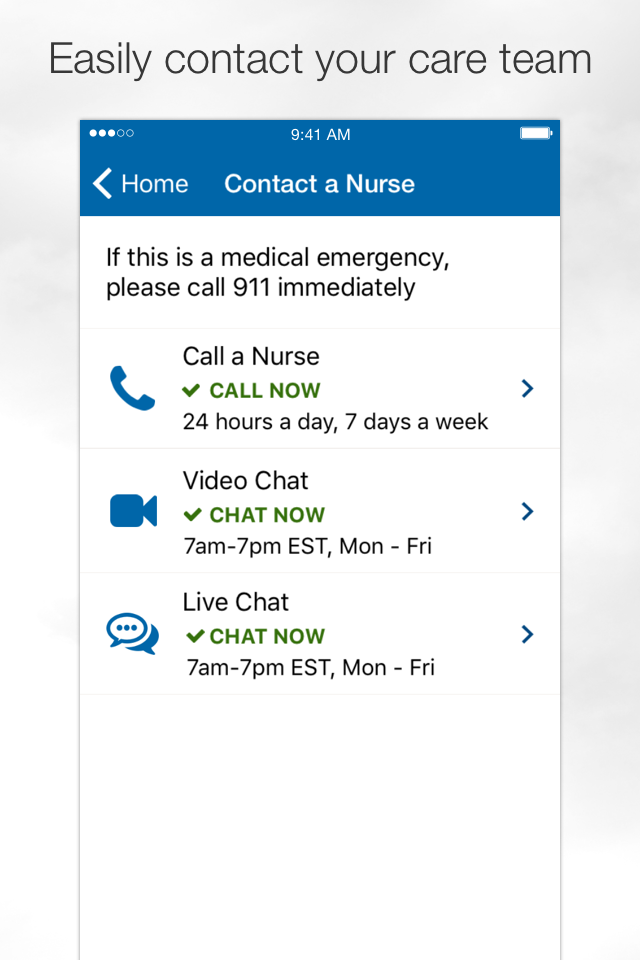 Easily contact your care team
9:41 AM
Home
Contact a Nurse
If this is a medical emergency,
please call 911 immediately
Call a Nurse
CALL NOW
24 hours a day, 7 days a week
Video Chat
CHAT NOW
7am-7pm EST, Mon - Fri
Live Chat
CHAT NOW
7am-7pm EST, Mon - Fri